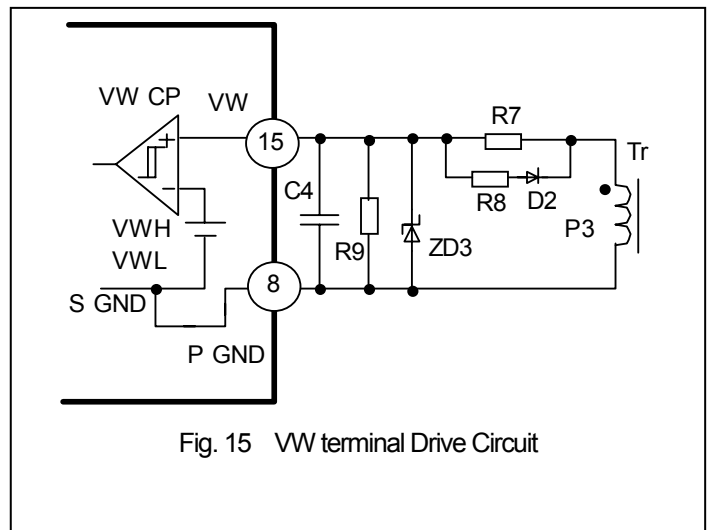 VW CP
VW
15
R7
Tr
C4
R8
D2
P3
VWH
VWL
R9
ZD3
8
S GND
P GND
Fig. 15 VW terminal Drive Circuit